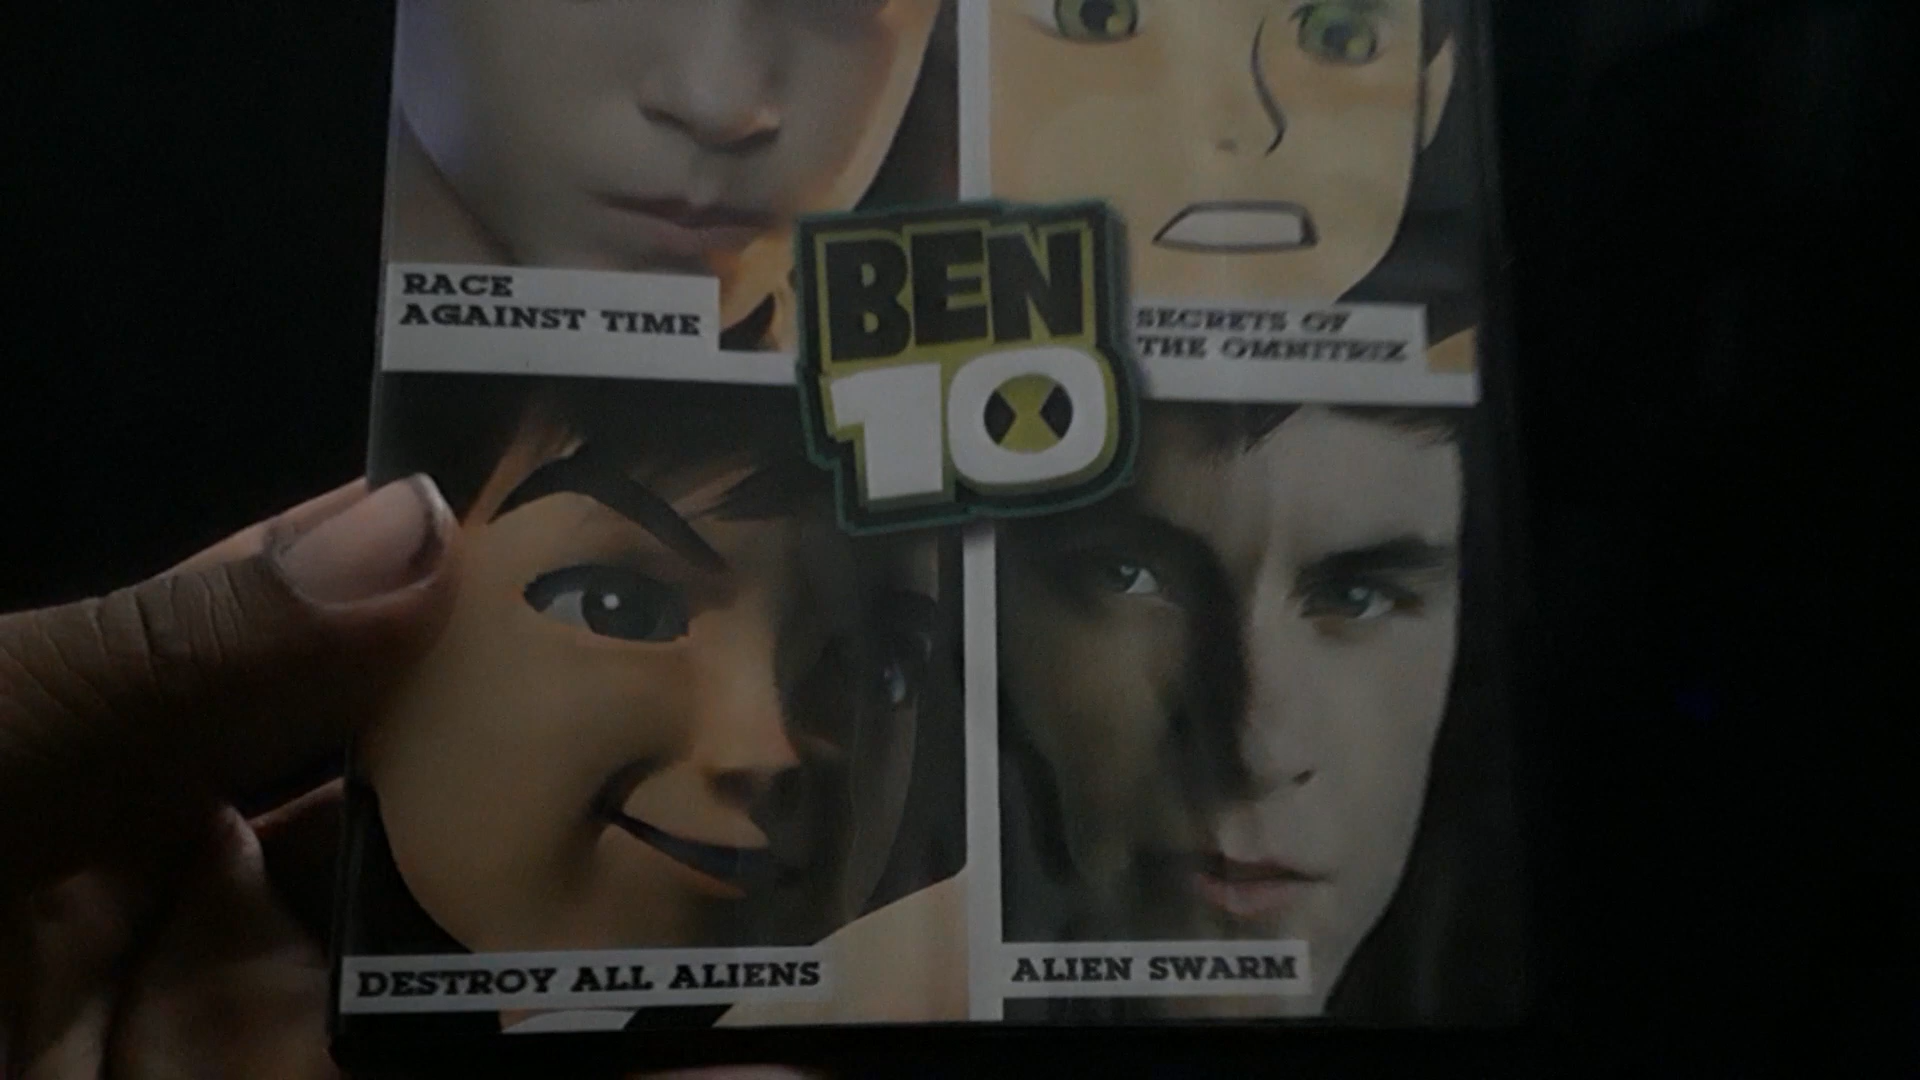 RACE
AGAINST TIME
BEN
10
SECRETS OF
THE OMNITRIX
DESTROY ALL ALIENS
ALIEN SWARM